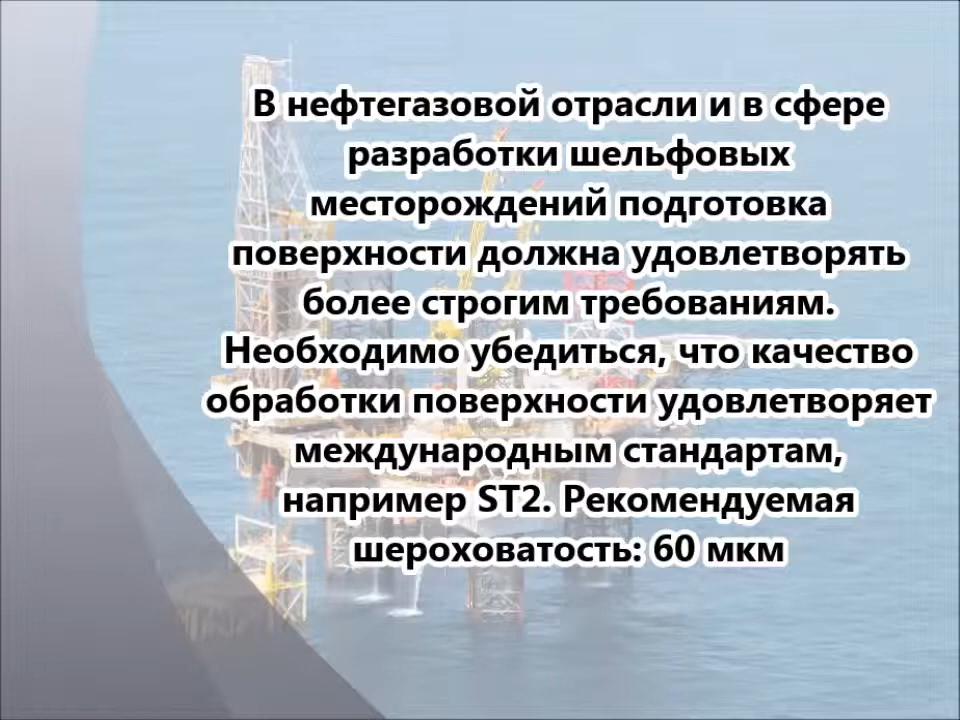 В нефтегазовой отрасли и в сфере
разработки шельфовых
месторождений подготовка
поверхности должна удовлетворять
более строгим требованиям.
Необходимо убедиться, что качество
обработки поверхности удовлетворяет
международным стандартам,
например ST2. Рекомендуемая
шероховатость: 60 мкм